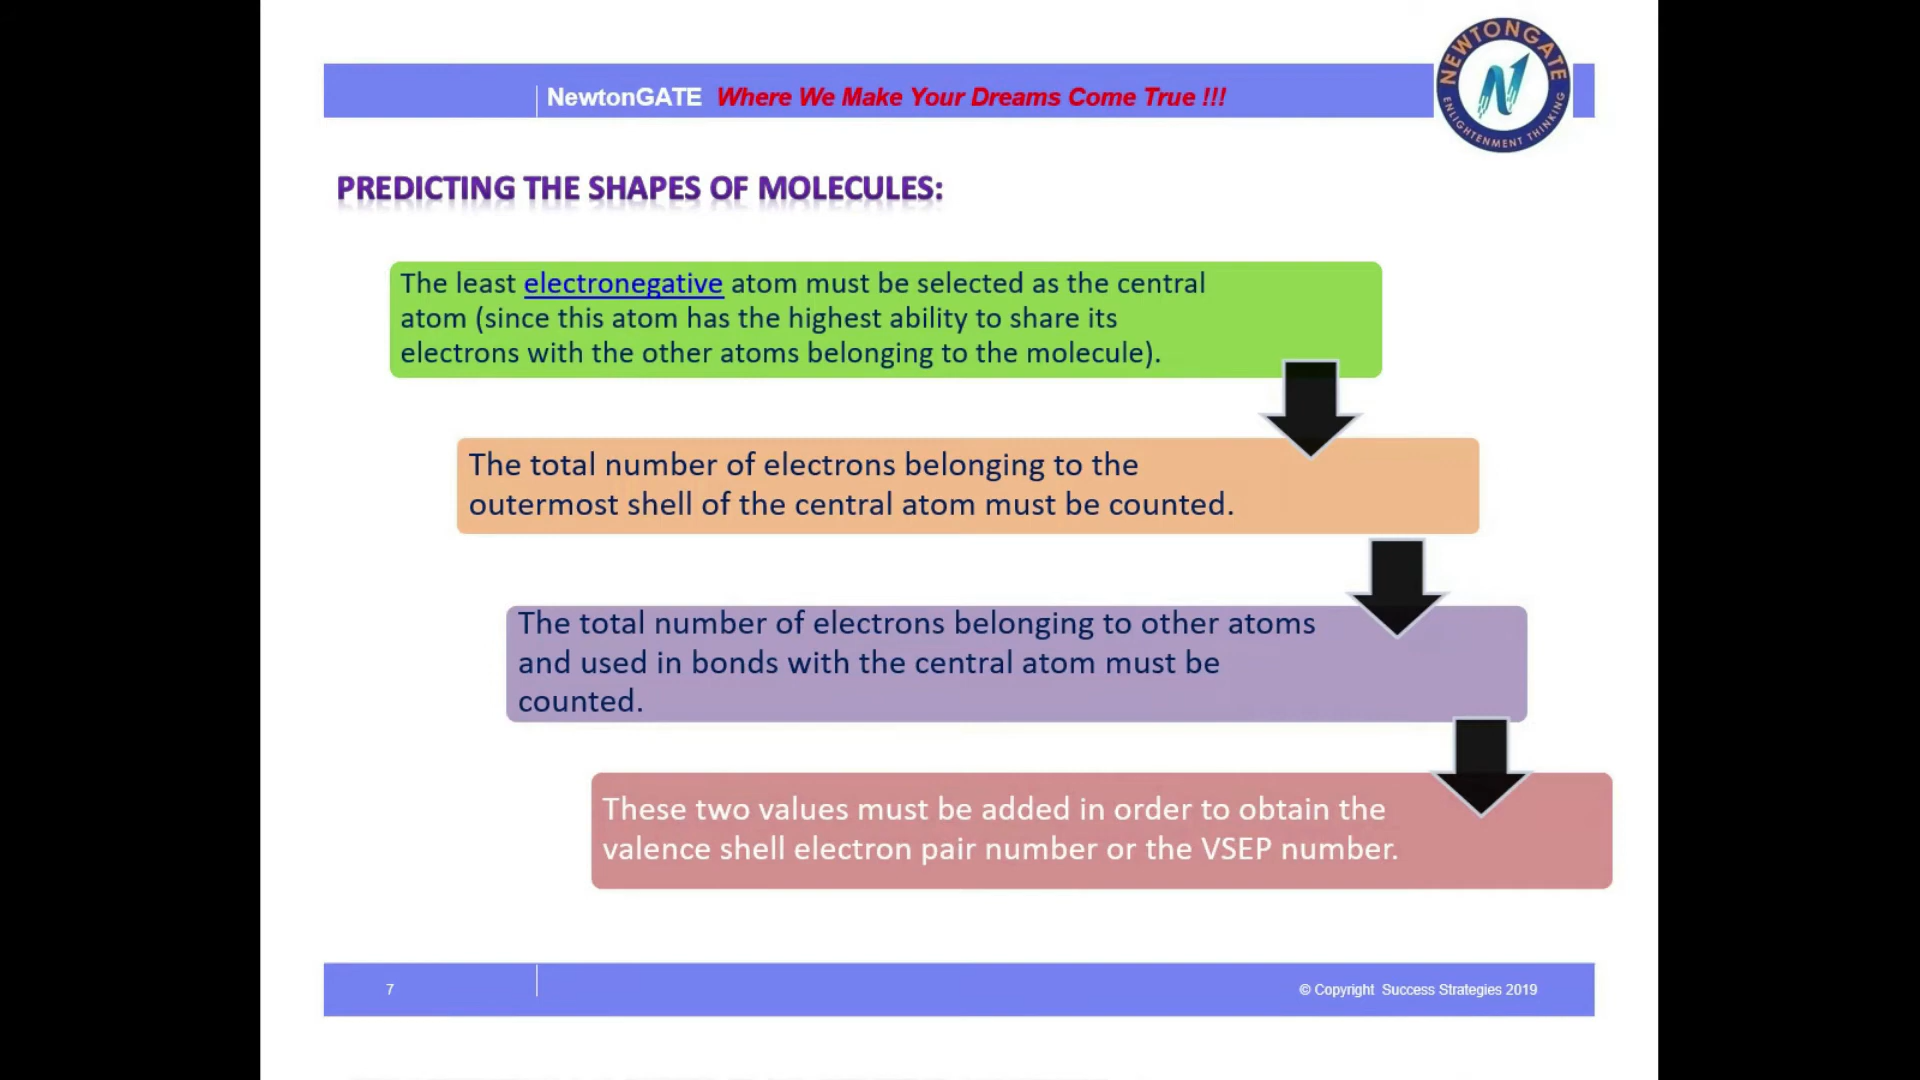 NEWTONGATE
ENLIGHTENMENT THINKING
NewtonGATE Where We Make Your Dreams Come True !!!
PREDICTING THE SHAPES OF MOLECULES:
The least electronegative atom must be selected as the central
atom (since this atom has the highest ability to share its
electrons with the other atoms belonging to the molecule).
The total number of electrons belonging to the
outermost shell of the central atom must be counted.
The total number of electrons belonging to other atoms
and used in bonds with the central atom must be
counted.
These two values must be added in order to obtain the
valence shell electron pair number or the VSEP number.
7
© Copyright Success Strategies 2019